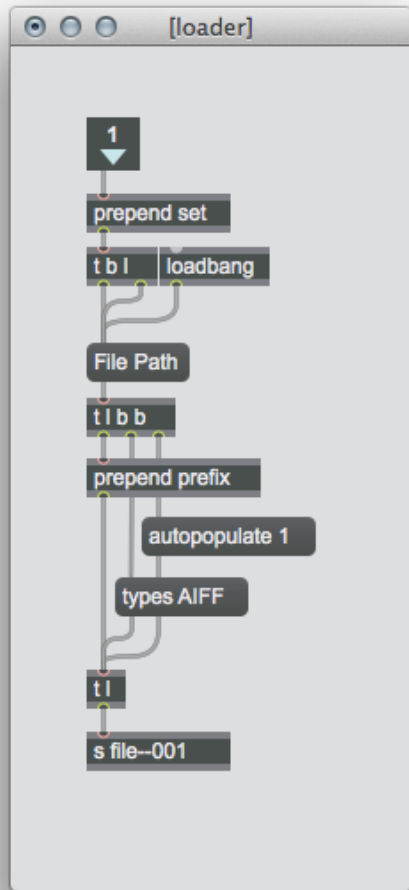 [loader]
1
prepend set
t b l
loadbang
File Path
t l b b
prepend prefix
autopopulate 1
types AIFF
t l
s file--001